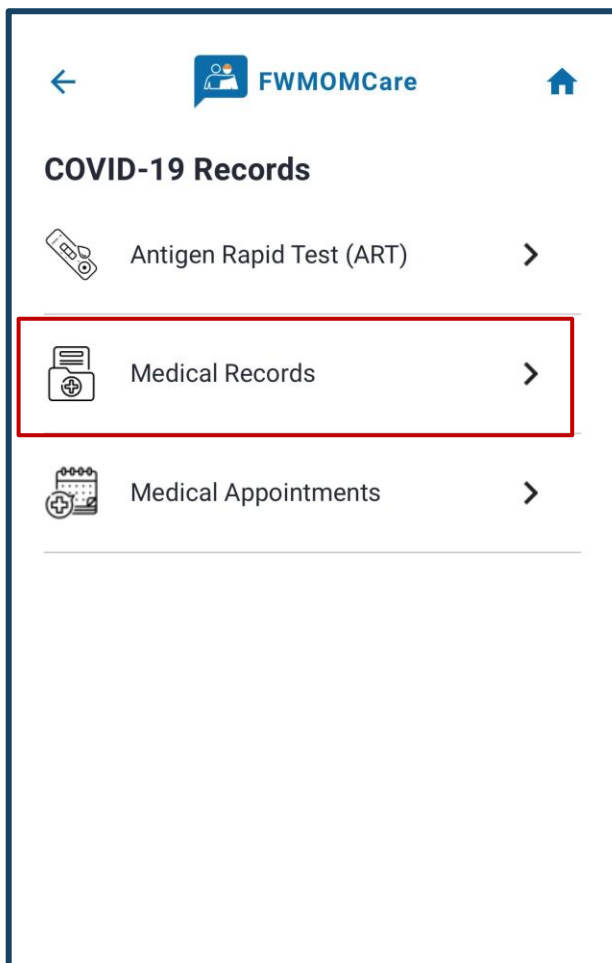 FWMOMCare
COVID-19 Records
Antigen Rapid Test (ART)
Medical Records
Medical Appointments